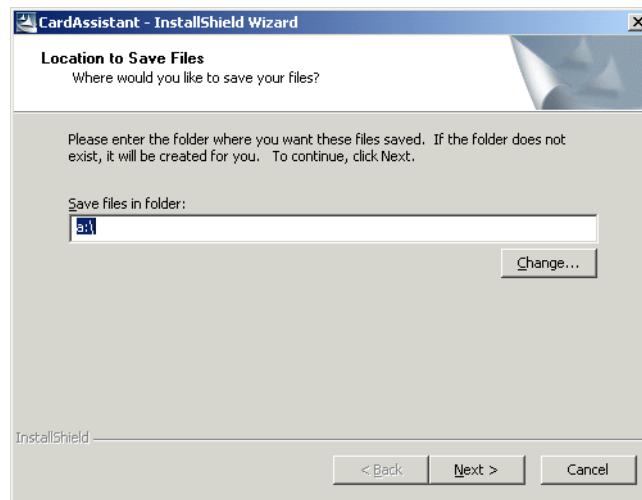 CardAssistant - InstallShield Wizard
Location to Save Files
Where would you like to save your files?
Please enter the folder where you want these files saved.  If the folder does not
exist, it will be created for you.   To continue, click Next.
Save files in folder:
a:\
Change...
InstallShield
< Back
Next >
Cancel